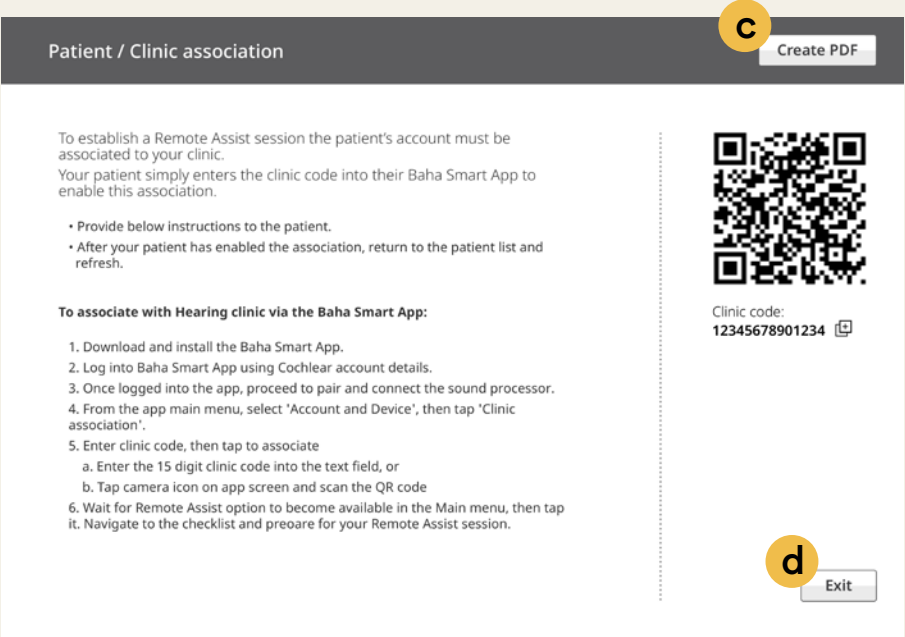 c
Patient / Clinic association
Create PDF
To establish a Remote Assist session the patient's account must be
associated to your clinic.
Your patient simply enters the clinic code into their Baha Smart App to
enable this association.
• Provide below instructions to the patient.
• After your patient has enabled the association, return to the patient list and
refresh.
To associate with Hearing clinic via the Baha Smart App:
1. Download and install the Baha Smart App.
2. Log into Baha Smart App using Cochlear account details.
3. Once logged into the app, proceed to pair and connect the sound processor.
4. From the app main menu, select 'Account and Device', then tap 'Clinic
association'.
5. Enter clinic code, then tap to associate
a. Enter the 15 digit clinic code into the text field, or
b. Tap camera icon on app screen and scan the QR code
6. Wait for Remote Assist option to become available in the Main menu, then tap
it. Navigate to the checklist and preoare for your Remote Assist session.
Clinic code:
12345678901234
d
Exit